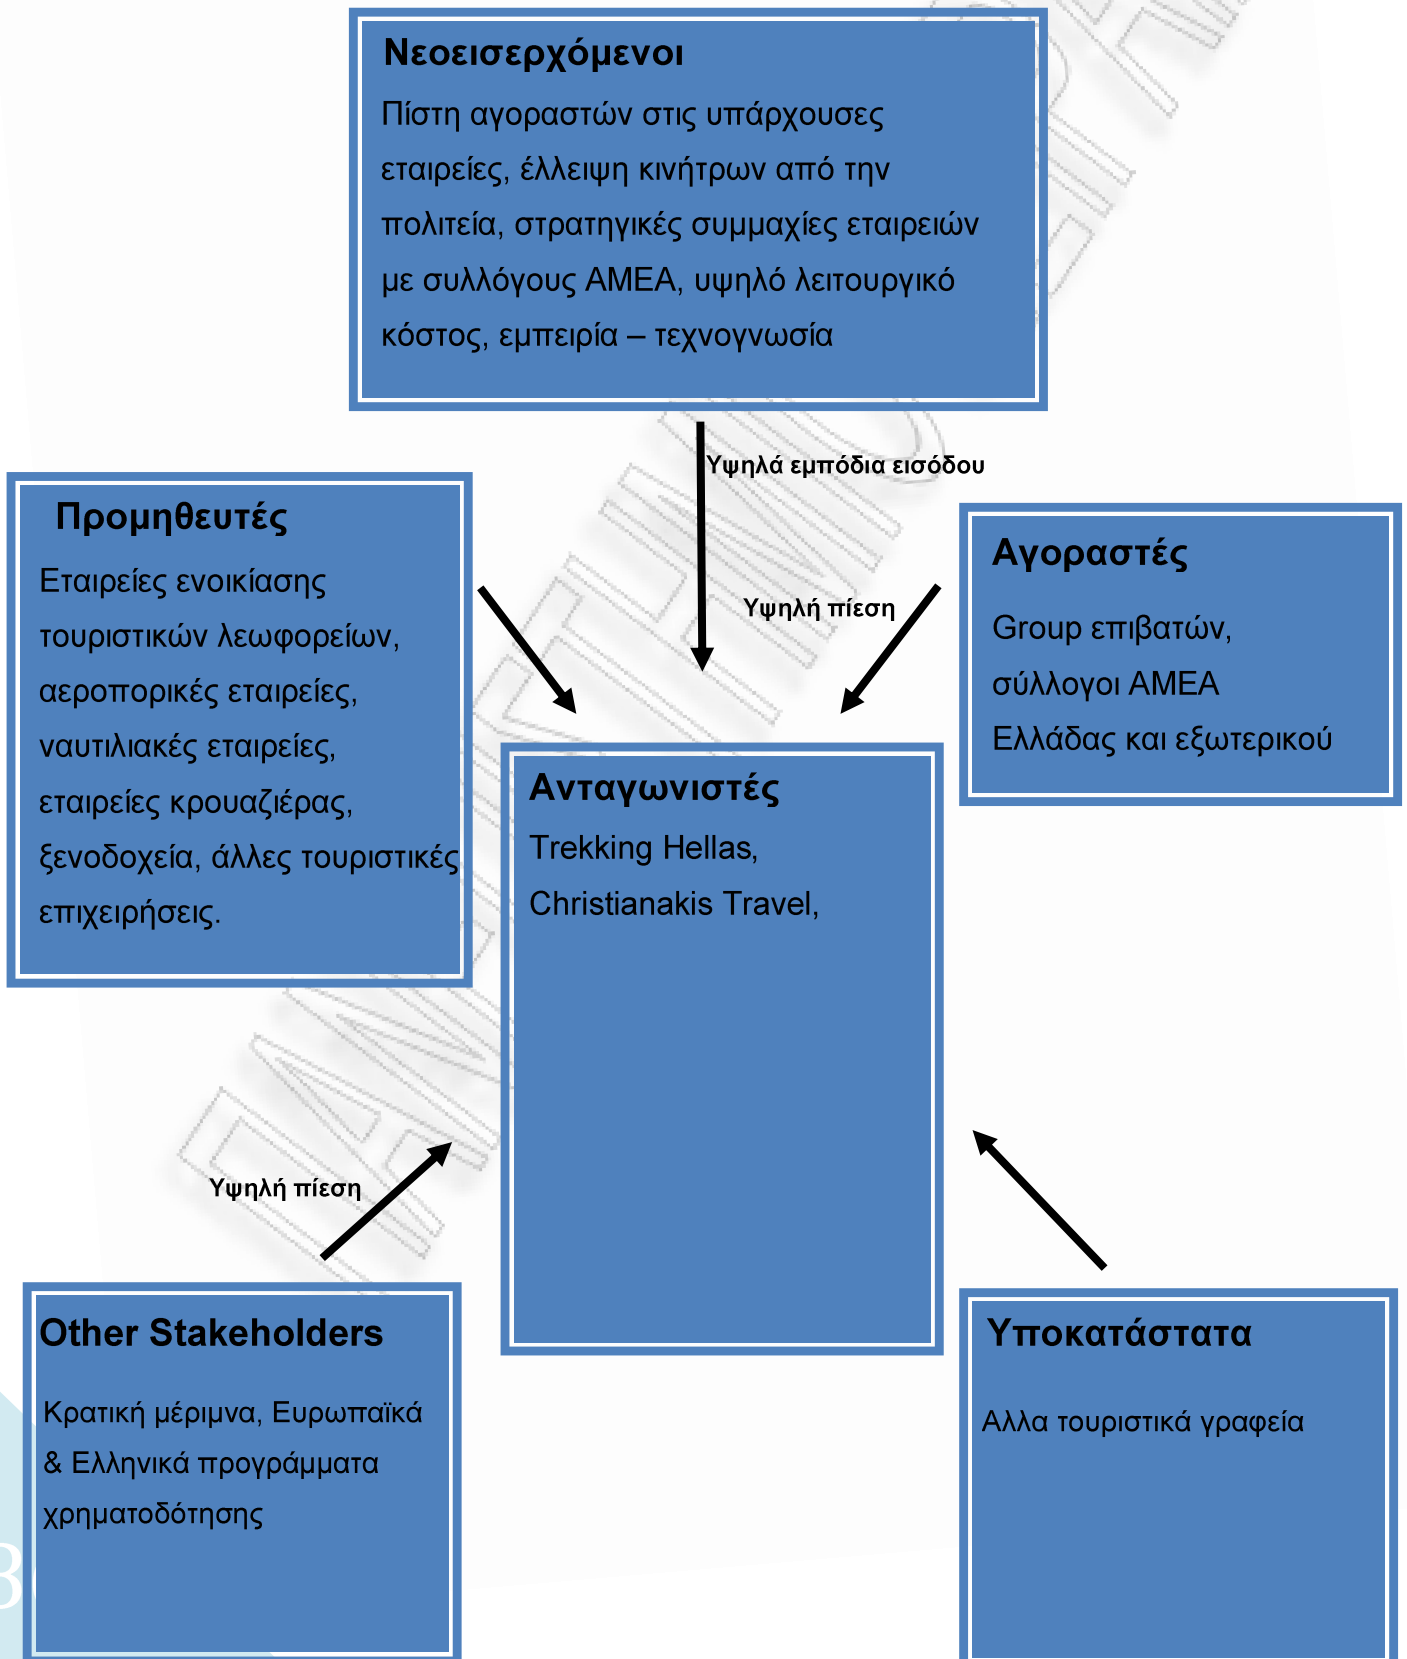 Νεοεισερχόμενοι
Πίστη αγοραστών στις υπάρχουσες
εταιρείες, έλλειψη κινήτρων από την
πολιτεία, στρατηγικές συμμαχίες εταιρειών
με συλλόγους ΑΜΕΑ, υψηλό λειτουργικό
κόστος, εμπειρία – τεχνογνωσία
Υψηλά εμπόδια εισόδου
Προμηθευτές
Εταιρείες ενοικίασης
τουριστικών λεωφορείων,
αεροπορικές εταιρείες,
ναυτιλιακές εταιρείες,
εταιρείες κρουαζιέρας,
ξενοδοχεία, άλλες τουριστικές
επιχειρήσεις.
Υψηλή πίεση
Αγοραστές
Group επιβατών,
σύλλογοι ΑΜΕΑ
Ελλάδας και εξωτερικού
Ανταγωνιστές
Trekking Hellas,
Christianakis Travel,
Υψηλή πίεση
Other Stakeholders
Κρατική μέριμνα, Ευρωπαϊκά
& Ελληνικά προγράμματα
χρηματοδότησης
Υποκατάστατα
Αλλα τουριστικά γραφεία